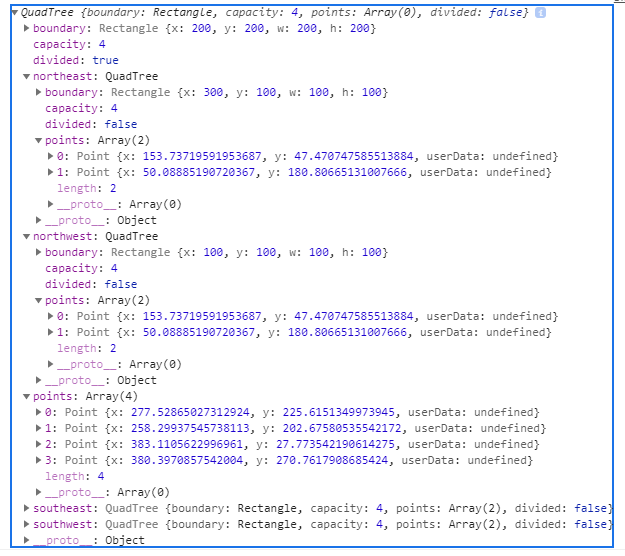 QuadTree {boundary: Rectangle, capacity: 4, points: Array(0), divided: false} i
boundary: Rectangle {x: 200, y: 200, w: 200, h: 200}
capacity: 4
divided: true
northeast: QuadTree
boundary: Rectangle {x: 300, y: 100, w: 100, h: 100}
capacity: 4
divided: false
points: Array(2)
0: Point {x: 153.73719591953687, y: 47.470747585513884, userData: undefined}
1: Point {x: 50.08885190720367, y: 180.80665131007666, userData: undefined}
length: 2
__proto__: Array(0)
__proto__: Object
northwest: QuadTree
boundary: Rectangle {x: 100, y: 100, w: 100, h: 100}
capacity: 4
divided: false
points: Array(2)
0: Point {x: 153.73719591953687, y: 47.470747585513884, userData: undefined}
1: Point {x: 50.08885190720367, y: 180.80665131007666, userData: undefined}
length: 2
__proto__: Array(0)
__proto__: Object
points: Array(4)
0: Point {x: 277.52865027312924, y: 225.6151349973945, userData: undefined}
1: Point {x: 258.29937545738113, y: 202.67580535542172, userData: undefined}
2: Point {x: 383.1105622996961, y: 27.773542190614275, userData: undefined}
3: Point {x: 380.3970857542004, y: 270.7617908685424, userData: undefined}
length: 4
__proto__: Array(0)
southeast: QuadTree {boundary: Rectangle, capacity: 4, points: Array(2), divided: false}
southwest: QuadTree {boundary: Rectangle, capacity: 4, points: Array(2), divided: false}
__proto__: Object